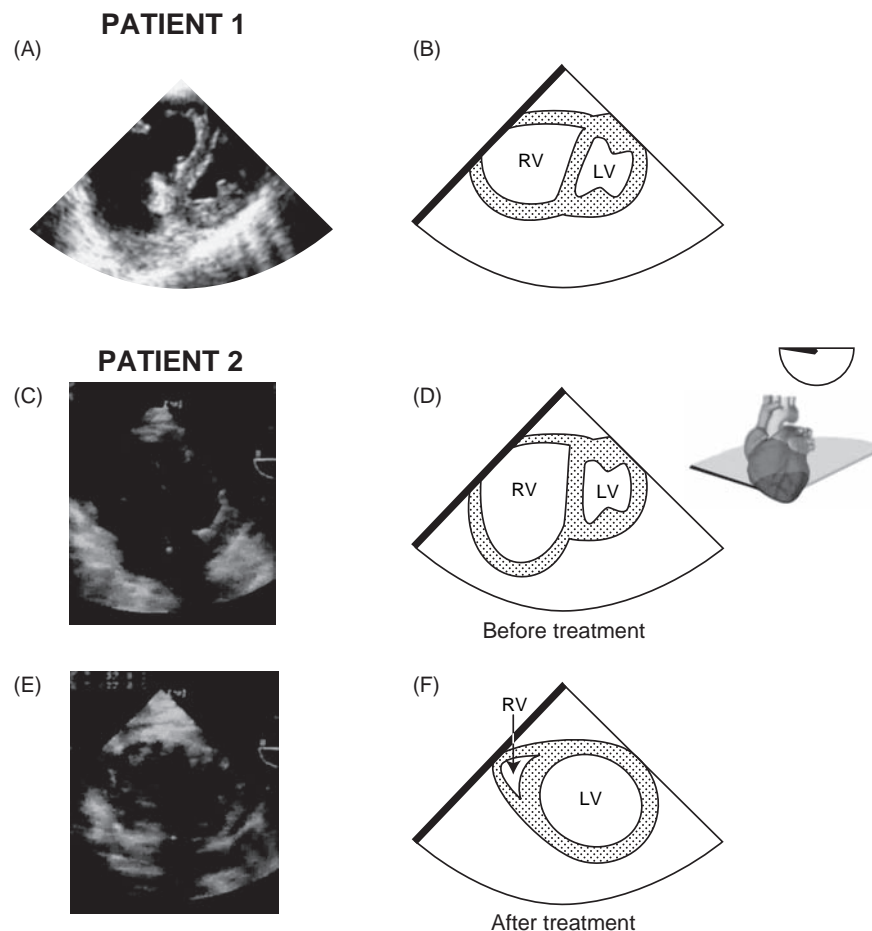 PATIENT 1
(A)
(B)
RV
LV
PATIENT 2
(C)
(D)
RV
LV
Before treatment
(E)
(F)
RV
LV
After treatment